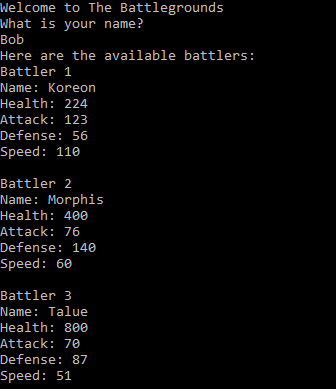 Welcome to The Battlegrounds
What is your name?
Bob
Here are the available battlers:
Battler 1
Name: Koreon
Health: 224
Attack: 123
Defense: 56
Speed: 110

Battler 2
Name: Morphis
Health: 400
Attack: 76
Defense: 140
Speed: 60

Battler 3
Name: Talue
Health: 800
Attack: 70
Defense: 87
Speed: 51